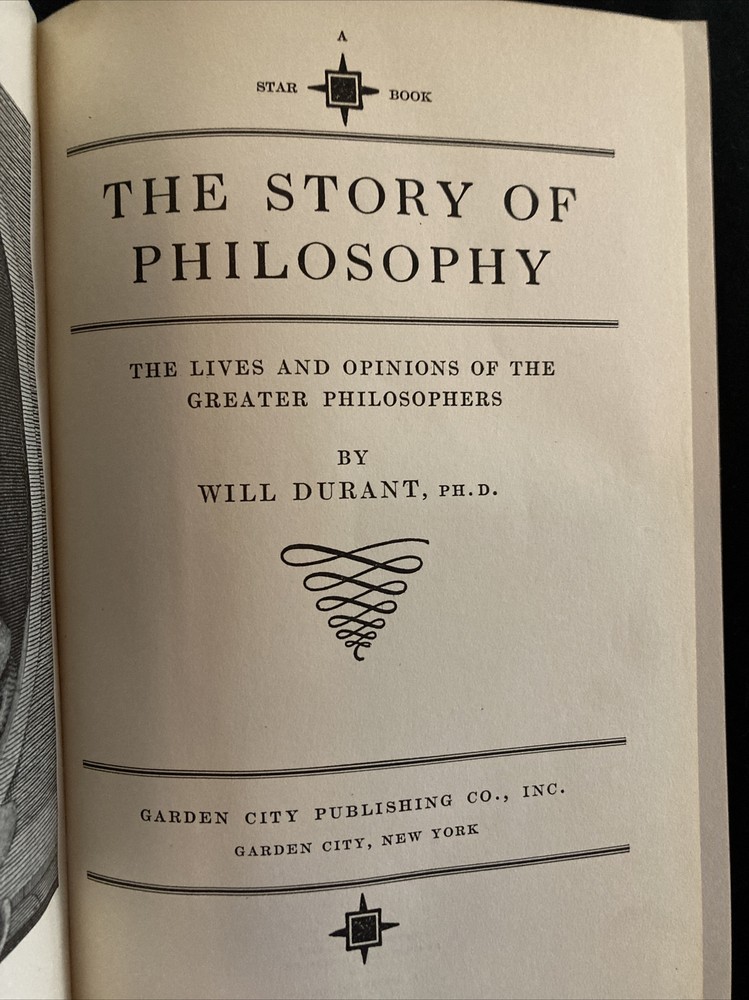 A
STAR BOOK
THE STORY OF
PHILOSOPHY
THE LIVES AND OPINIONS OF THE
GREATER PHILOSOPHERS
BY
WILL DURANT, PH.D.
GARDEN CITY PUBLISHING CO., INC.
GARDEN CITY, NEW YORK